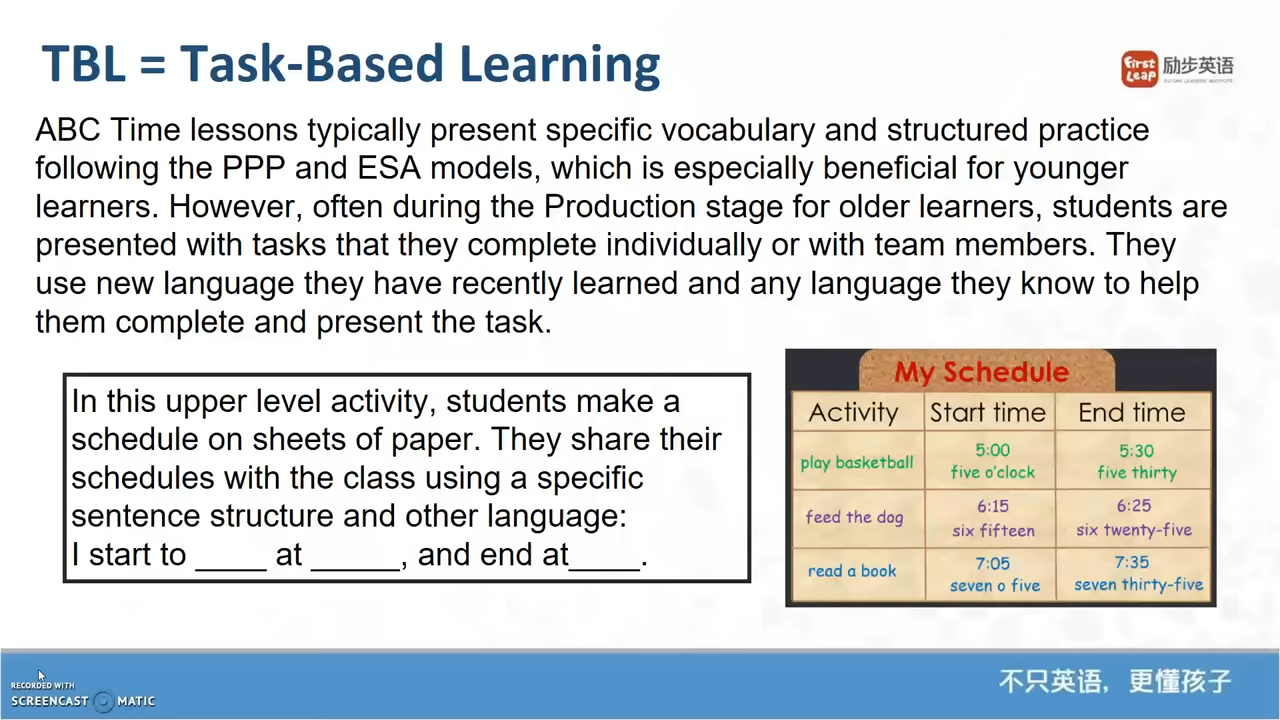 TBL = Task-Based Learning
First Leap 励步英语
ABC Time lessons typically present specific vocabulary and structured practice
following the PPP and ESA models, which is especially beneficial for younger
learners. However, often during the Production stage for older learners, students are
presented with tasks that they complete individually or with team members. They
use new language they have recently learned and any language they know to help
them complete and present the task.
In this upper level activity, students make a
schedule on sheets of paper. They share their
schedules with the class using a specific
sentence structure and other language:
I start to ____ at _____, and end at____.
My Schedule
Activity Start time End time
play basketball 5:00 five o'clock 5:30 five thirty
feed the dog 6:15 six fifteen 6:25 six twenty-five
read a book 7:05 seven o five 7:35 seven thirty-five
RECORDED WITH
SCREENCAST MATIC
不只英语，更懂孩子